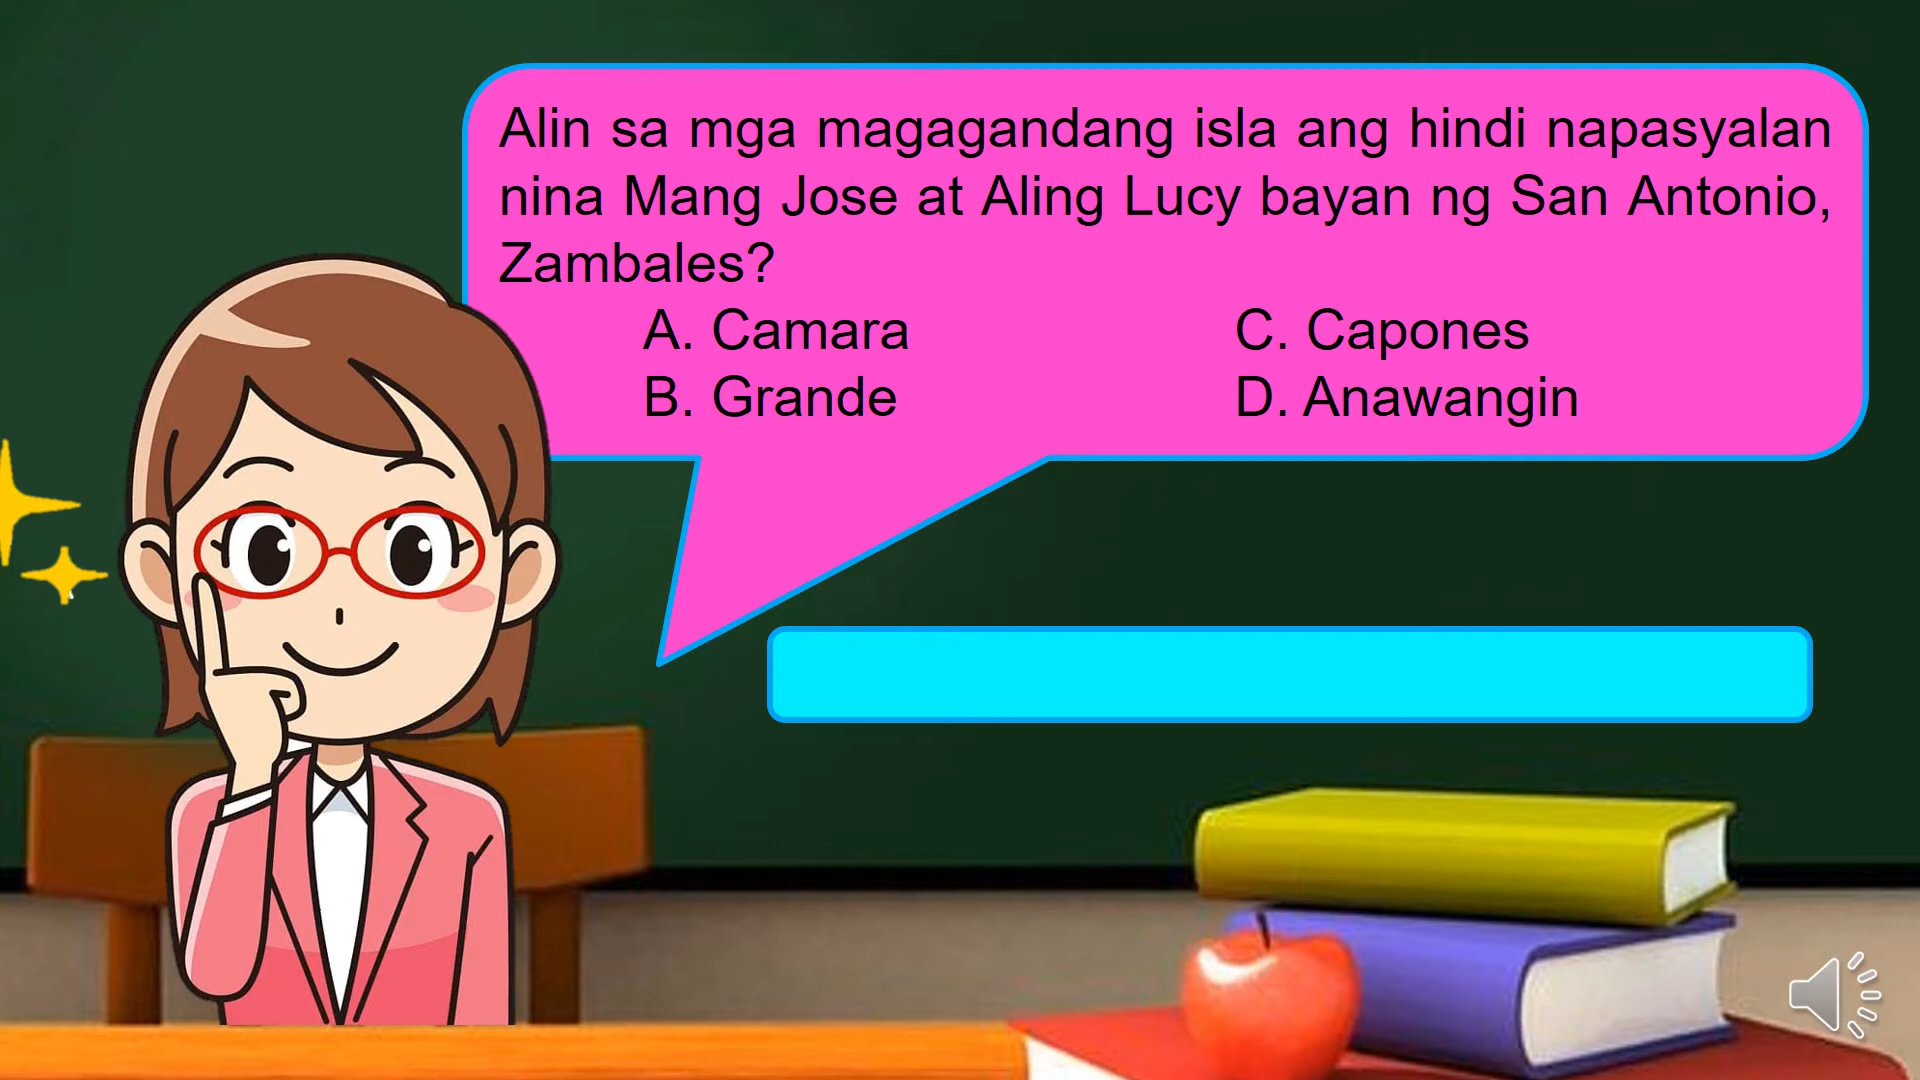 Alin sa mga magagandang isla ang hindi napasyalan
nina Mang Jose at Aling Lucy bayan ng San Antonio,
Zambales?
A. Camara C. Capones
B. Grande D. Anawangin